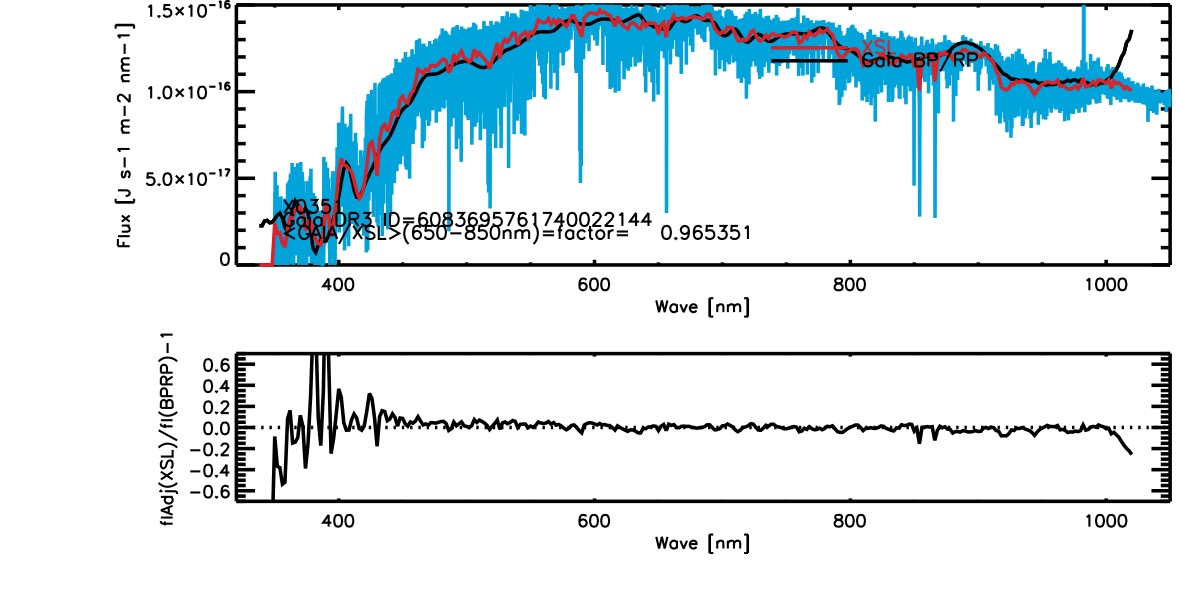 1.5×10−16
1.0×10−16
5.0×10−17
0
Flux [J s−1 m−2 nm−1]
XSL
Gaia BP/RP
X0351
Gaia DR3 ID=6083695761740022144
<GAIA/XSL>(650−850nm)=factor= 0.965351
400 600 800 1000
Wave [nm]
flAdj(XSL)/fl(BPRP)−1
0.6
0.4
0.2
0.0
−0.2
−0.4
−0.6
400 600 800 1000
Wave [nm]